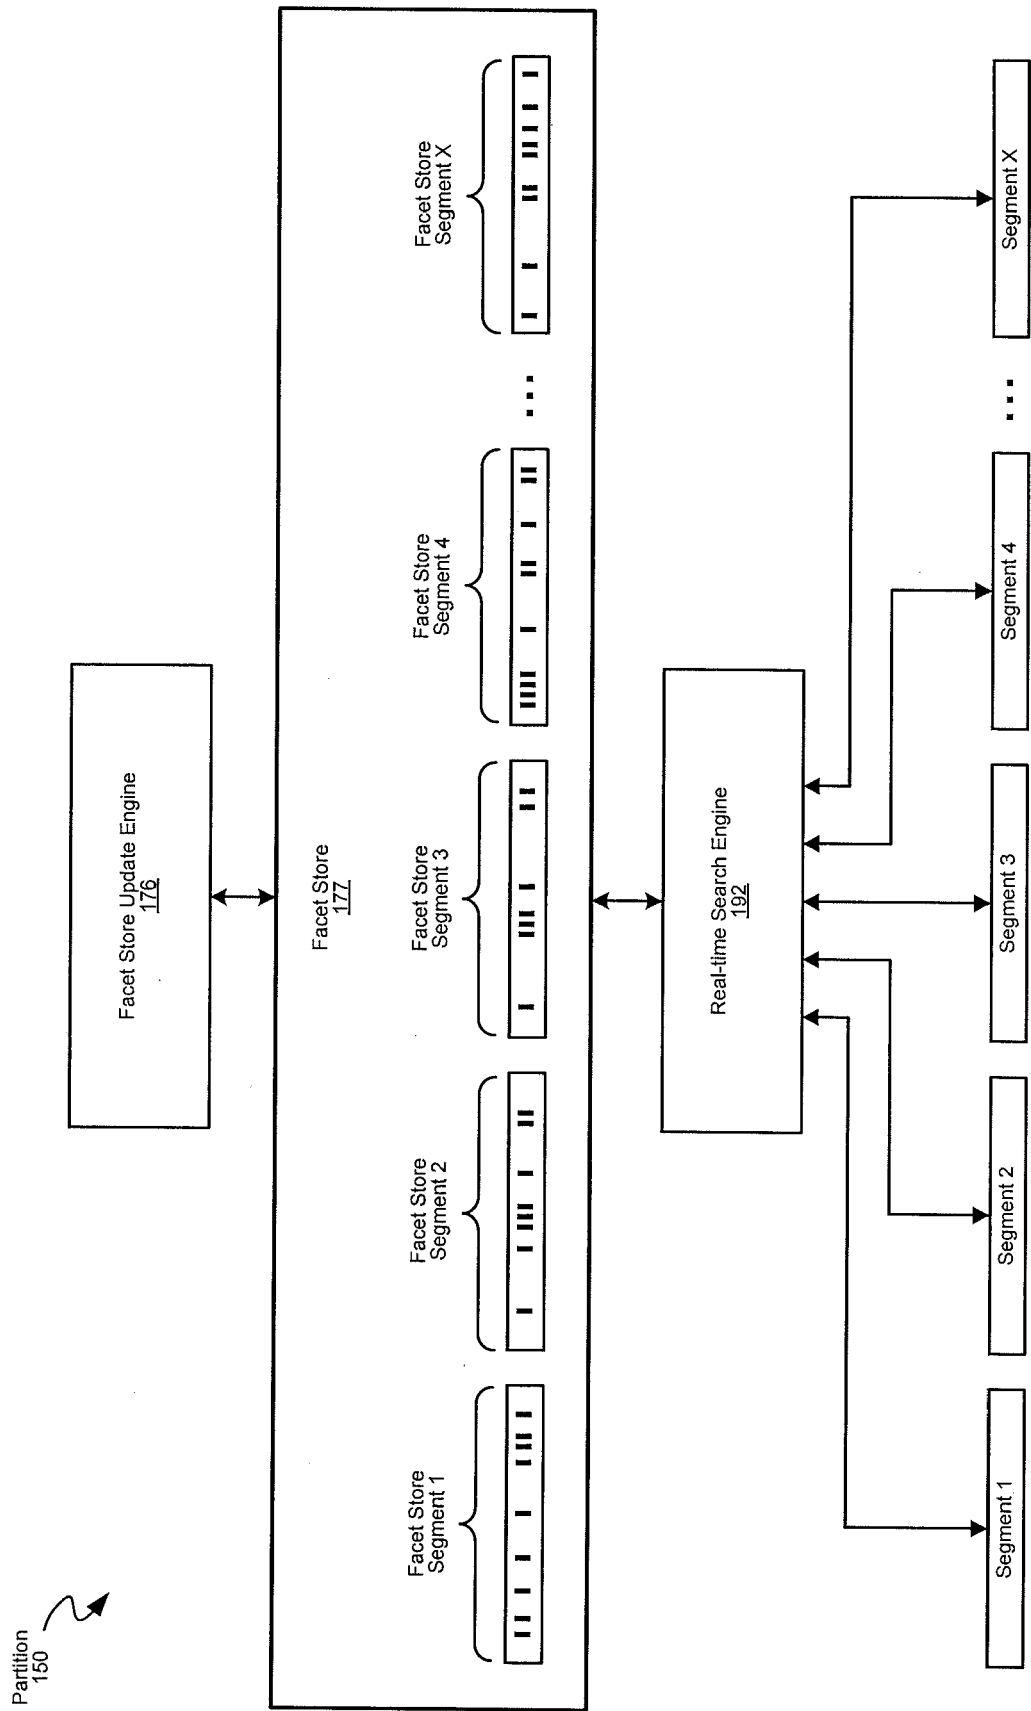 Partition
150
Facet Store Update Engine
176
Facet Store
177
Facet Store
Segment 1
Facet Store
Segment 2
Facet Store
Segment 3
Facet Store
Segment 4
...
Facet Store
Segment X
Real-time Search Engine
192
Segment 1
Segment 2
Segment 3
Segment 4
...
Segment X